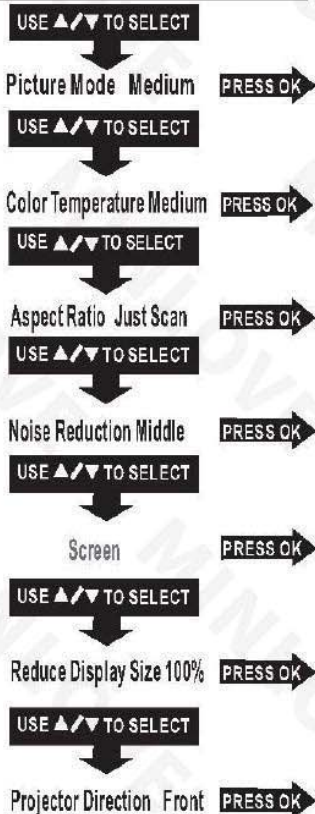 USE ▲/▼ TO SELECT
Picture Mode Medium PRESS OK
USE ▲/▼ TO SELECT
Color Temperature Medium PRESS OK
USE ▲/▼ TO SELECT
Aspect Ratio Just Scan PRESS OK
USE ▲/▼ TO SELECT
Noise Reduction Middle PRESS OK
USE ▲/▼ TO SELECT
Screen PRESS OK
USE ▲/▼ TO SELECT
Reduce Display Size 100% PRESS OK
USE ▲/▼ TO SELECT
Projector Direction Front PRESS OK